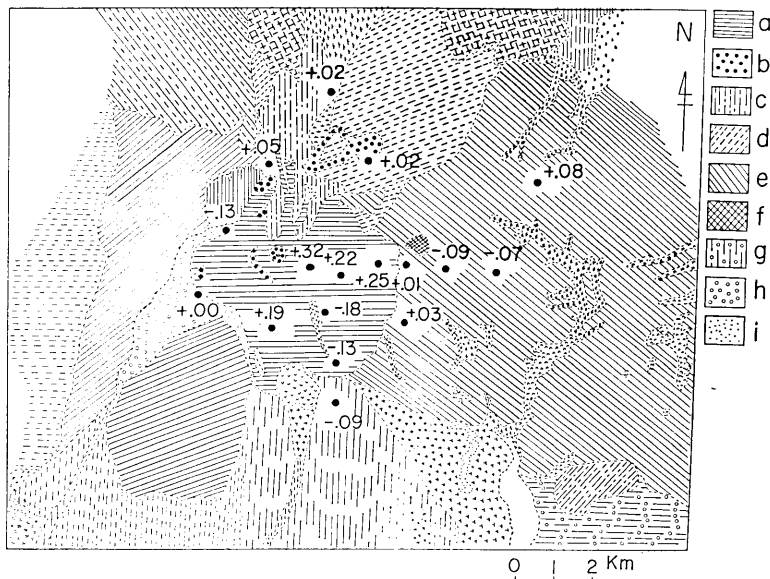 a
N
b
+.02
c
d
+.05
+.02
e
+.08
f
-.13
+.32
+.22
-.09
-.07
g
+.25
+.01
h
+.00
+.19
-.18
+.03
i
-.13
-.09
0 1 2 Km